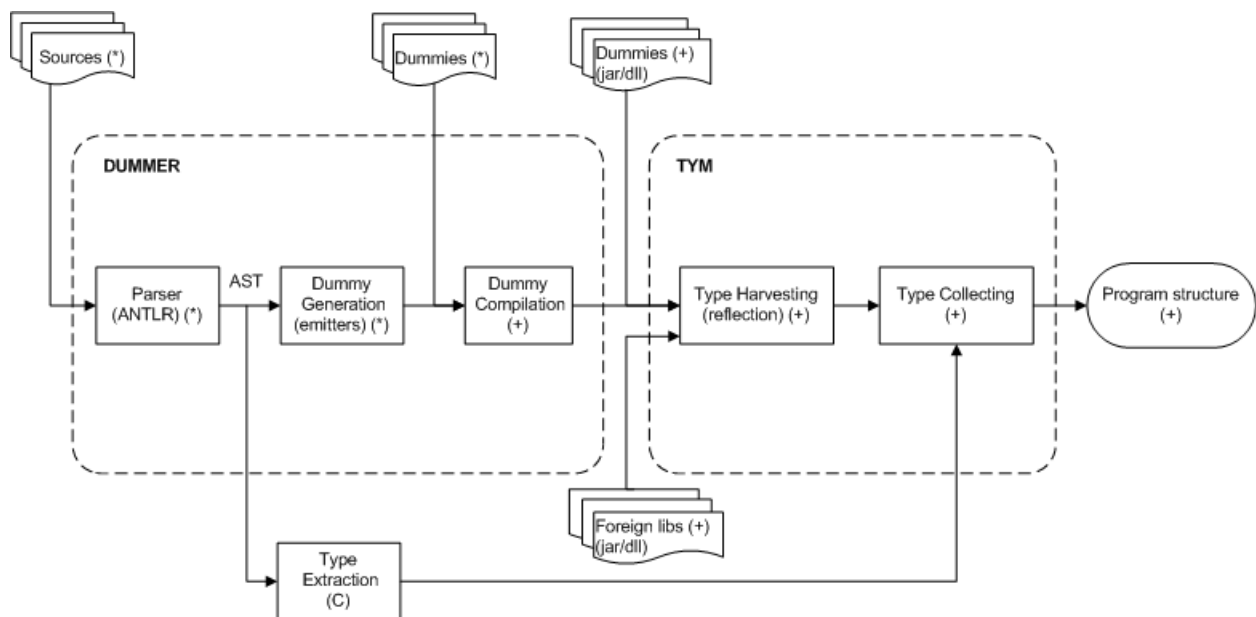 Sources (*)
Dummies (*)
Dummies (+)
(jar/dll)
DUMMER
TYM
Parser
(ANTLR) (*)
AST
Dummy
Generation
(emitters) (*)
Dummy
Compilation
(+)
Type Harvesting
(reflection) (+)
Type Collecting
(+)
Program structure
(+)
Foreign libs (+)
(jar/dll)
Type
Extraction
(C)